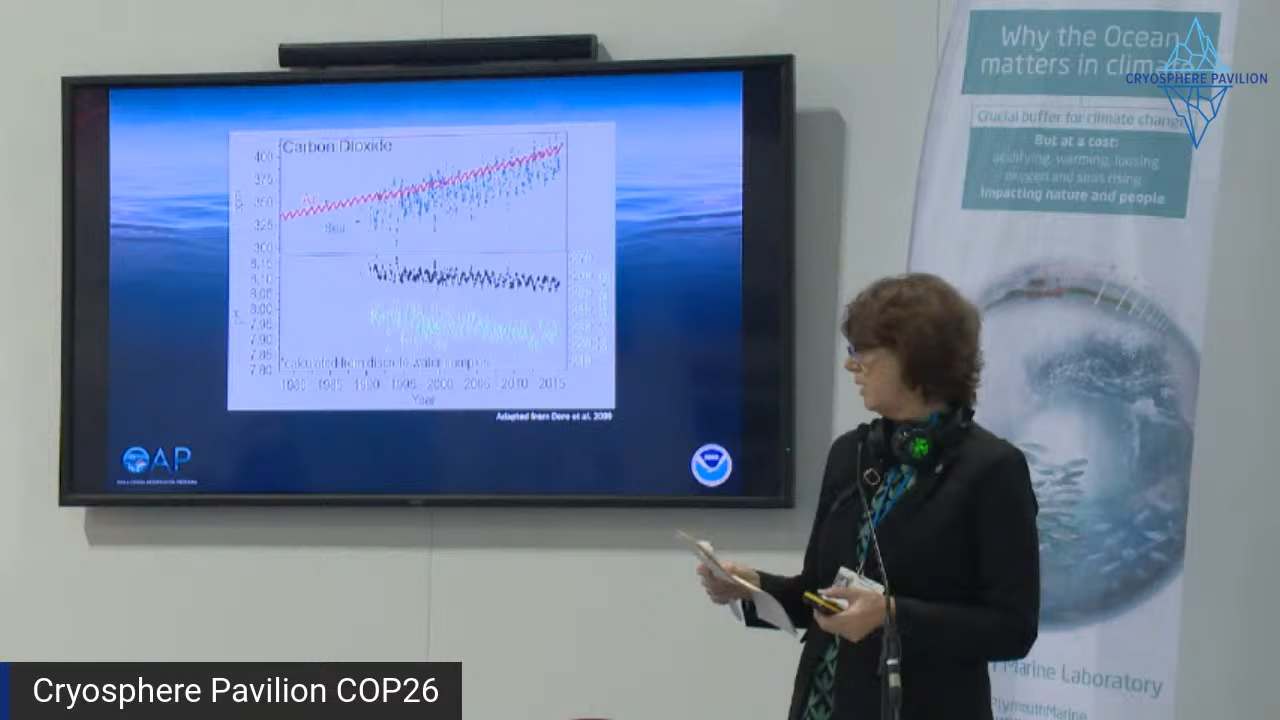 Why the Ocean
matters in climate
CRYOSPHERE PAVILION
Crucial buffer for climate change
But at a cost:
acidifying, warming, loosing
oxygen and seas rising
Impacting nature and people
Carbon Dioxide
400
375
350
325
300
Air
Sea
8.15
8.10
8.05
8.00
7.95
7.90
7.85
7.80
*calculated from discrete water samples
1980 1985 1990 1995 2000 2005 2010 2015
Year
Adapted from Dore et al. 2009
OAP
Marine Laboratory
PlymouthMarine
Cryosphere Pavilion COP26